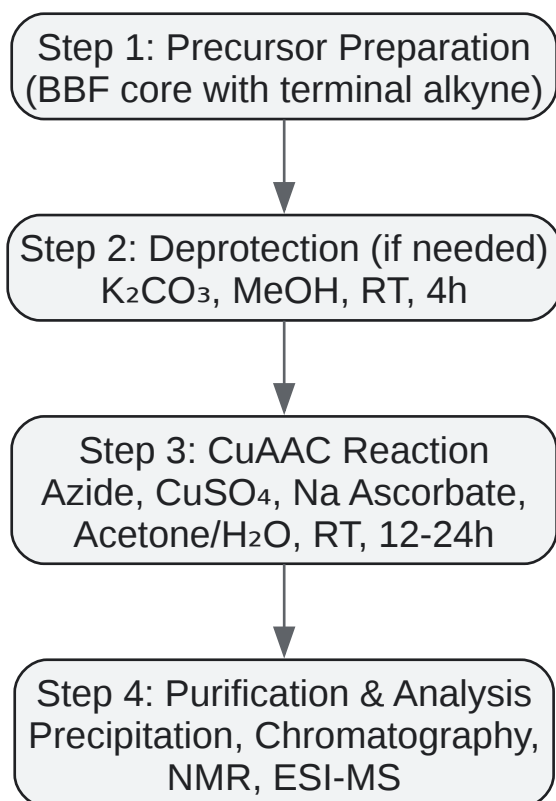 Step 1: Precursor Preparation
(BBF core with terminal alkyne)
Step 2: Deprotection (if needed)
K₂CO₃, MeOH, RT, 4h
Step 3: CuAAC Reaction
Azide, CuSO₄, Na Ascorbate,
Acetone/H₂O, RT, 12-24h
Step 4: Purification & Analysis
Precipitation, Chromatography,
NMR, ESI-MS